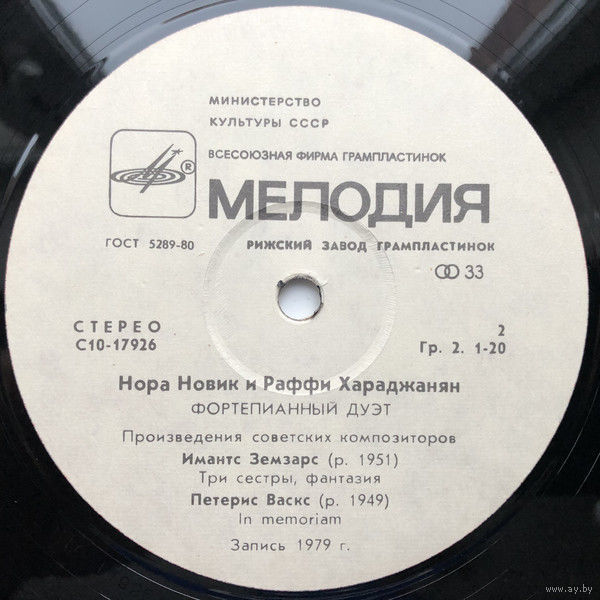 МИНИСТЕРСТВО
КУЛЬТУРЫ СССР
ВСЕСОЮЗНАЯ ФИРМА ГРАМПЛАСТИНОК
®
МЕЛОДИЯ
ГОСТ 5289-80
РИЖСКИЙ ЗАВОД ГРАМПЛАСТИНОК
33
СТЕРЕО
2
С10-17926
Гр. 2. 1-20
Нора Новик и Раффи Хараджанян
ФОРТЕПИАННЫЙ ДУЭТ
Произведения советских композиторов
Имантс Земзарс (р. 1951)
Три сестры, фантазия
Петерис Васкс (р. 1949)
In memoriam
Запись 1979 г.
www.ay.by